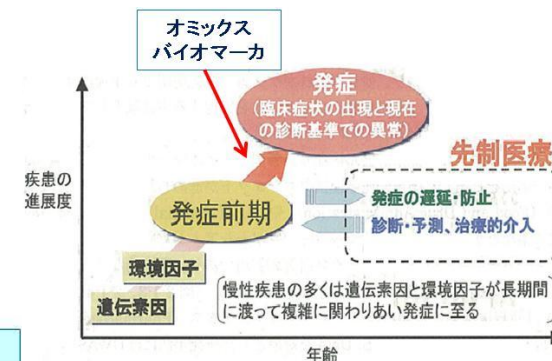 オミックス
バイオマーカ
発症
(臨床症状の出現と現在
の診断基準での異常)
先制医療
疾患の
進展度
発症前期
発症の遅延・防止
診断・予測、治療的介入
環境因子
遺伝素因
慢性疾患の多くは遺伝素因と環境因子が長期間
に渡って複雑に関わりあい発症に至る
年齢